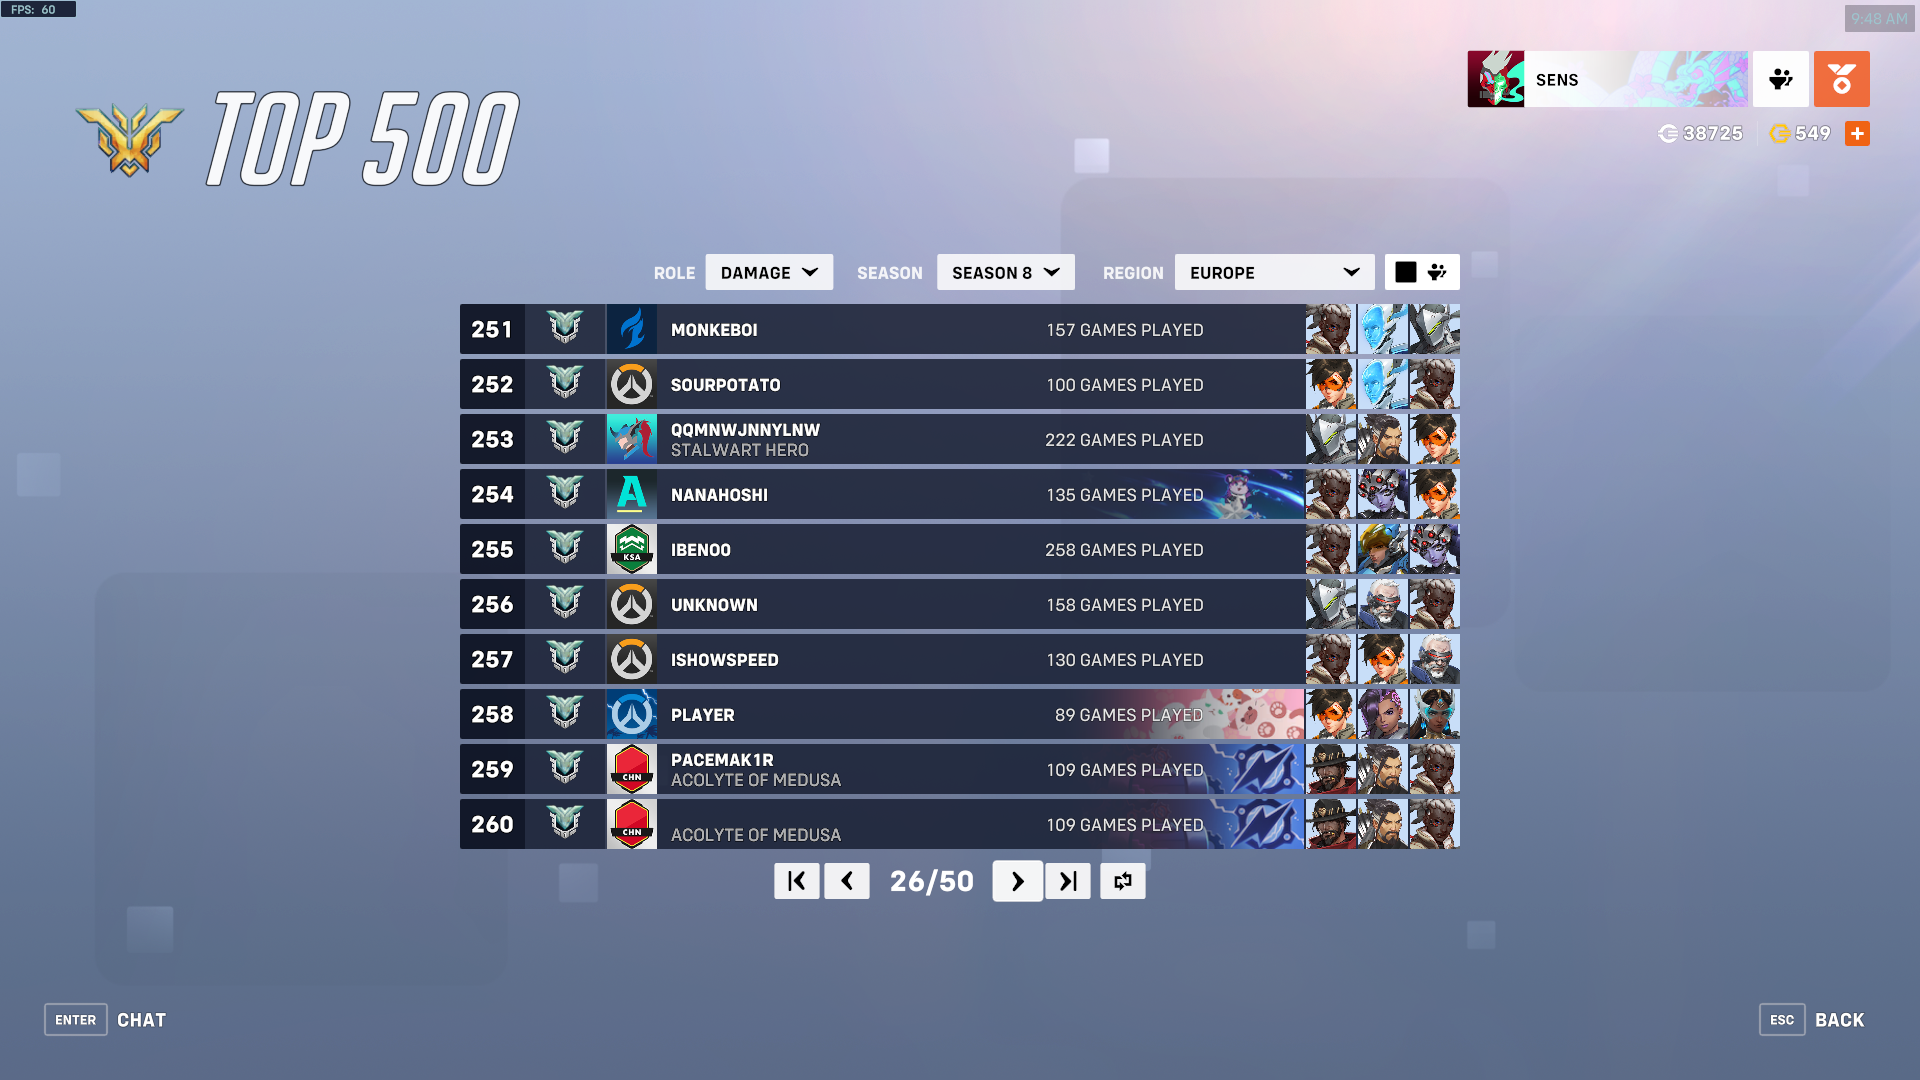 FPS: 60
9:48 AM
TOP 500
SENS
38725
549
ROLE DAMAGE SEASON SEASON 8 REGION EUROPE
251 MONKEBOI 157 GAMES PLAYED
252 SOURPOTATO 100 GAMES PLAYED
253 QQMNWJNNYLNW 222 GAMES PLAYED
STALWART HERO
254 A NANAHOSHI 135 GAMES PLAYED
255 KSA IBENOO 258 GAMES PLAYED
256 UNKNOWN 158 GAMES PLAYED
257 ISHOWSPEED 130 GAMES PLAYED
258 PLAYER 89 GAMES PLAYED
259 CHN PACEMAK1R 109 GAMES PLAYED
ACOLYTE OF MEDUSA
260 CHN 109 GAMES PLAYED
ACOLYTE OF MEDUSA
26/50
ENTER CHAT
ESC BACK